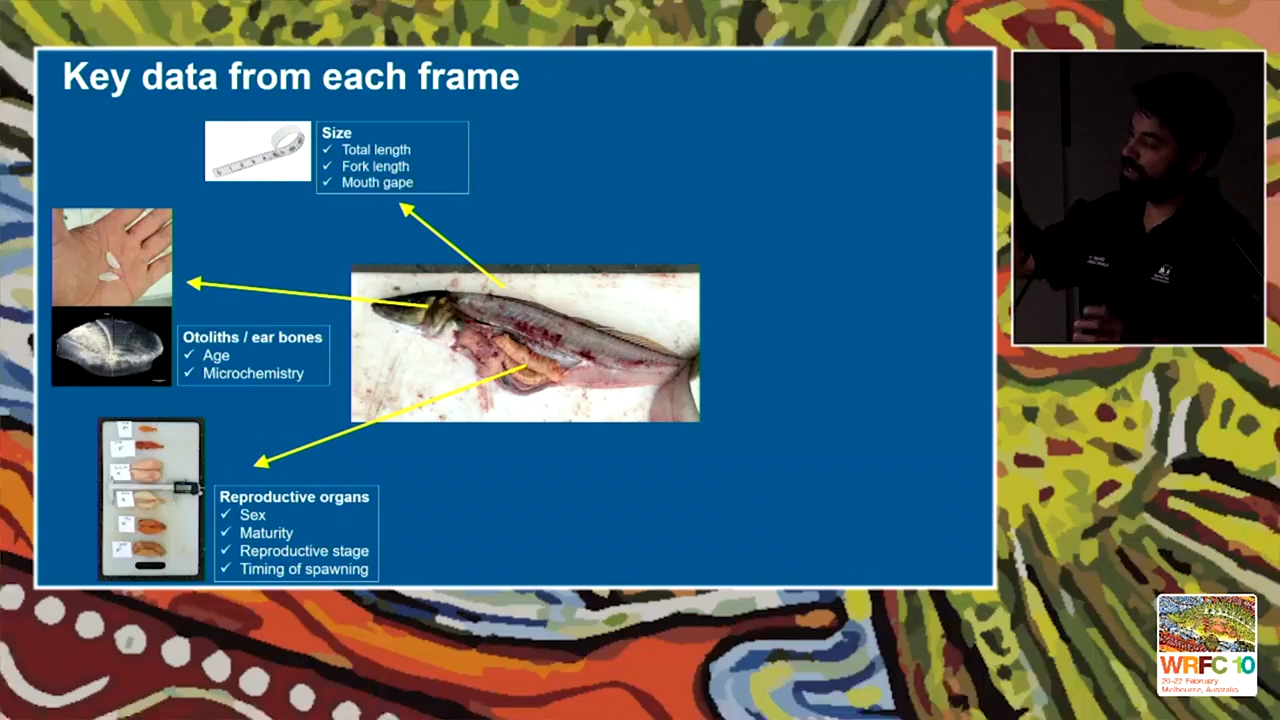 Key data from each frame
Size
✓ Total length
✓ Fork length
✓ Mouth gape
Otoliths / ear bones
✓ Age
✓ Microchemistry
Reproductive organs
✓ Sex
✓ Maturity
✓ Reproductive stage
✓ Timing of spawning
WRFC 10
20-22 February
Melbourne, Australia